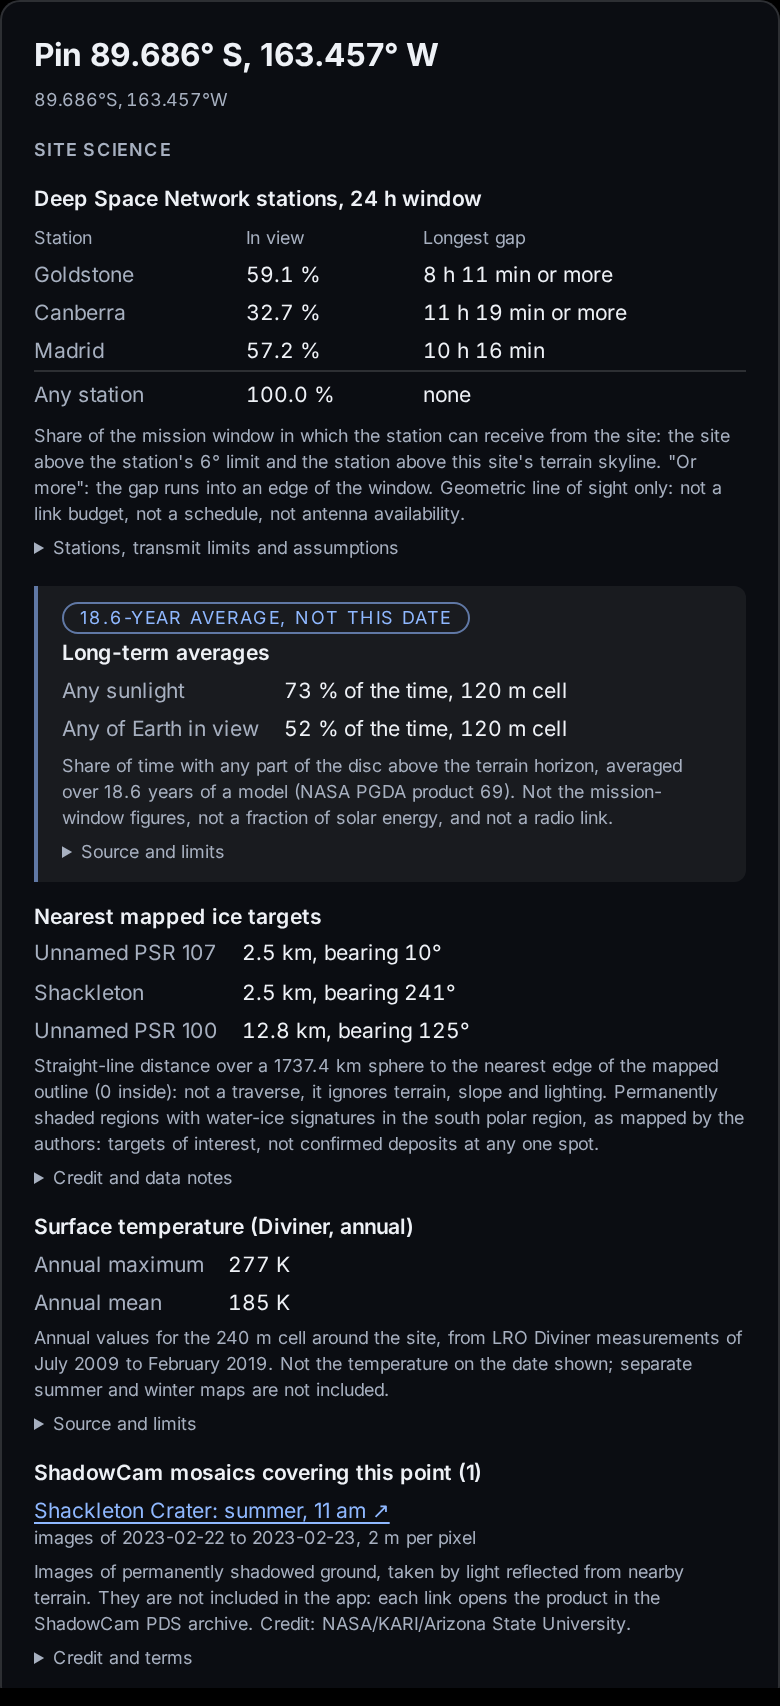 Pin 89.686° S, 163.457° W
89.686°S, 163.457°W
SITE SCIENCE
Deep Space Network stations, 24 h window
Station In view Longest gap
Goldstone 59.1 % 8 h 11 min or more
Canberra 32.7 % 11 h 19 min or more
Madrid 57.2 % 10 h 16 min
Any station 100.0 % none
Share of the mission window in which the station can receive from the site: the site
above the station's 6° limit and the station above this site's terrain skyline. "Or
more": the gap runs into an edge of the window. Geometric line of sight only: not a
link budget, not a schedule, not antenna availability.
▶ Stations, transmit limits and assumptions
18.6-YEAR AVERAGE, NOT THIS DATE
Long-term averages
Any sunlight 73 % of the time, 120 m cell
Any of Earth in view 52 % of the time, 120 m cell
Share of time with any part of the disc above the terrain horizon, averaged
over 18.6 years of a model (NASA PGDA product 69). Not the mission-
window figures, not a fraction of solar energy, and not a radio link.
▶ Source and limits
Nearest mapped ice targets
Unnamed PSR 107 2.5 km, bearing 10°
Shackleton 2.5 km, bearing 241°
Unnamed PSR 100 12.8 km, bearing 125°
Straight-line distance over a 1737.4 km sphere to the nearest edge of the mapped
outline (0 inside): not a traverse, it ignores terrain, slope and lighting. Permanently
shaded regions with water-ice signatures in the south polar region, as mapped by the
authors: targets of interest, not confirmed deposits at any one spot.
▶ Credit and data notes
Surface temperature (Diviner, annual)
Annual maximum 277 K
Annual mean 185 K
Annual values for the 240 m cell around the site, from LRO Diviner measurements of
July 2009 to February 2019. Not the temperature on the date shown; separate
summer and winter maps are not included.
▶ Source and limits
ShadowCam mosaics covering this point (1)
Shackleton Crater: summer, 11 am ↗
images of 2023-02-22 to 2023-02-23, 2 m per pixel
Images of permanently shadowed ground, taken by light reflected from nearby
terrain. They are not included in the app: each link opens the product in the
ShadowCam PDS archive. Credit: NASA/KARI/Arizona State University.
▶ Credit and terms